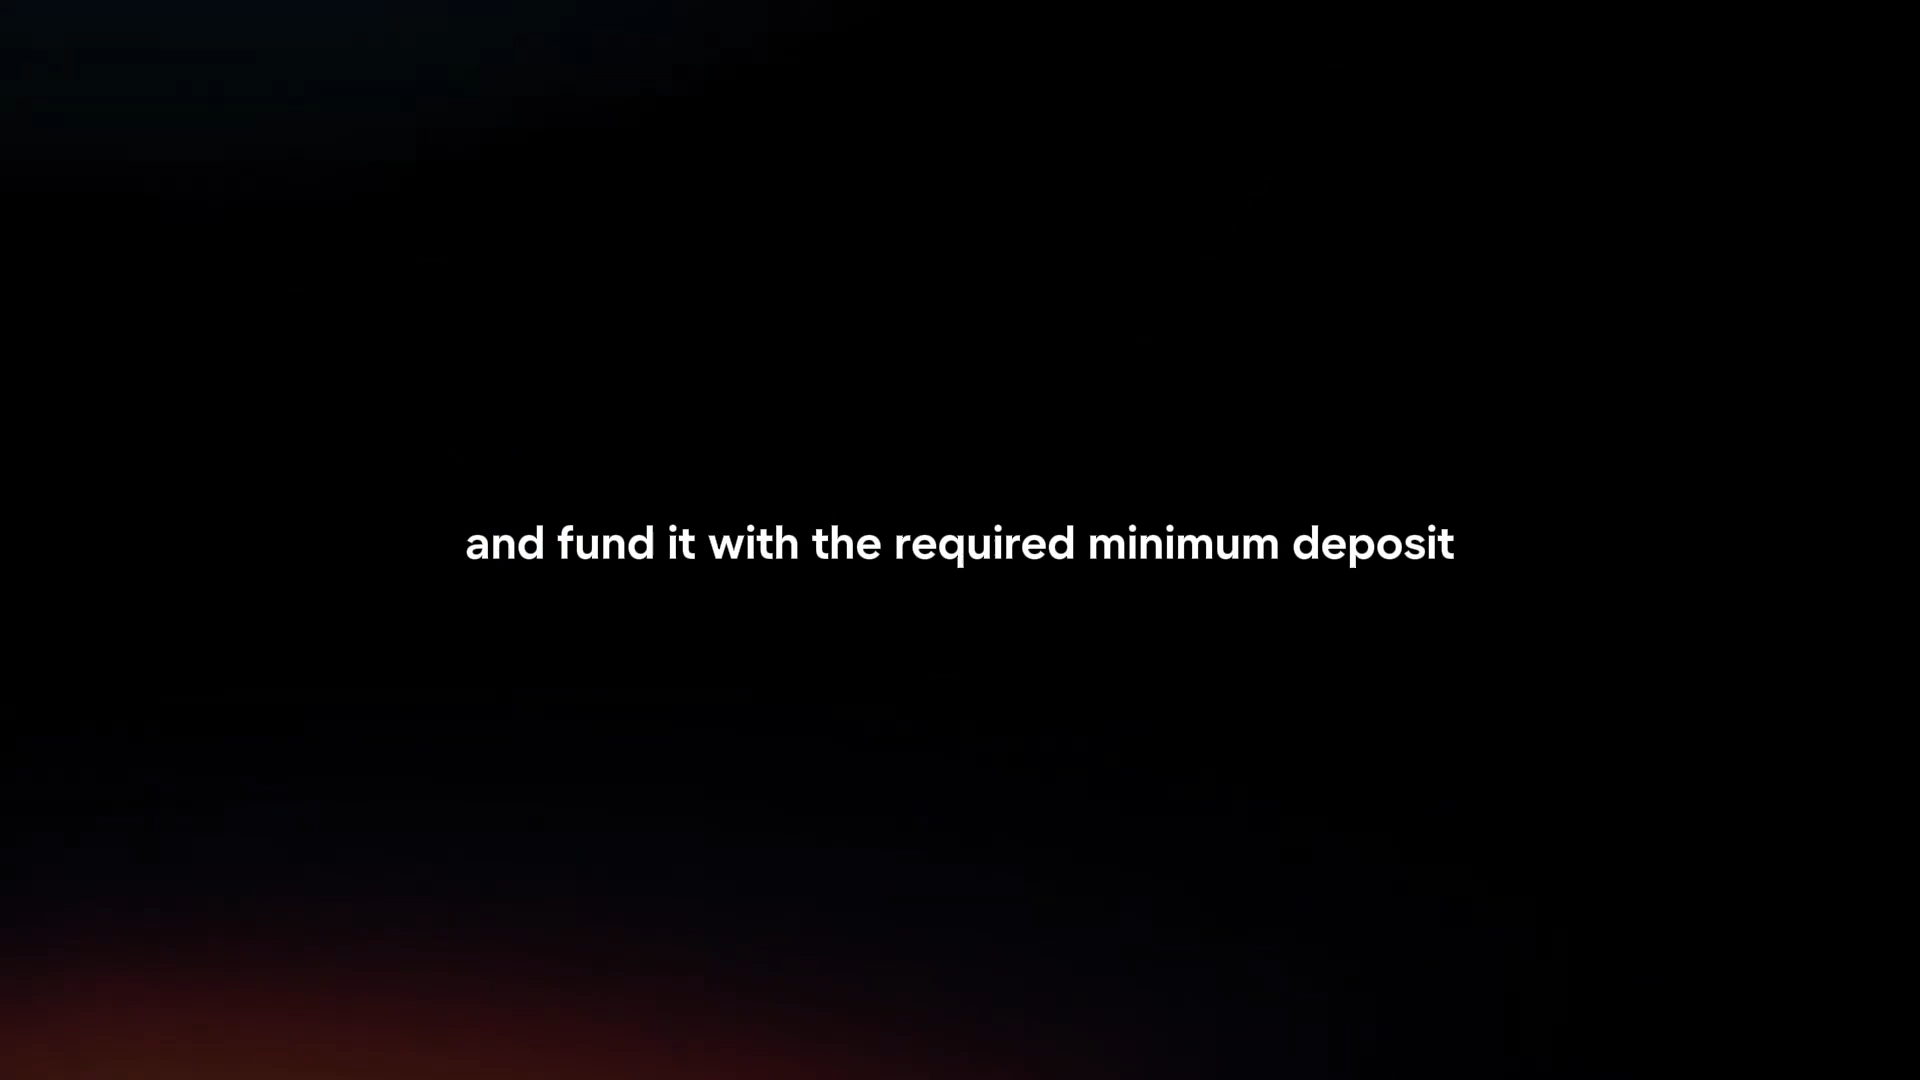 and fund it with the required minimum deposit